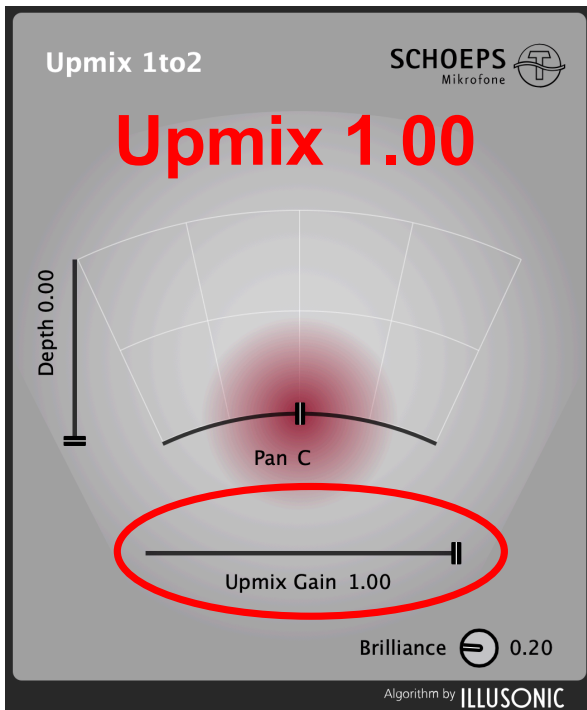 Upmix 1to2
SCHOEPS
Mikrofone
Upmix 1.00
Depth 0.00
Pan C
Upmix Gain 1.00
Brilliance 0.20
Algorithm by ILLUSONIC